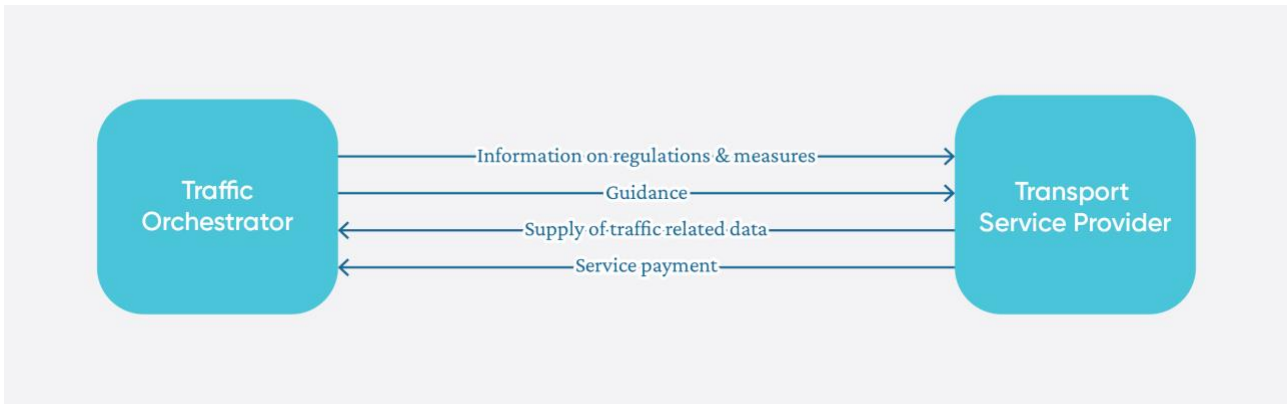 Information on regulations & measures
Traffic
Orchestrator
Guidance
Transport
Service Provider
Supply of traffic related data
Service payment